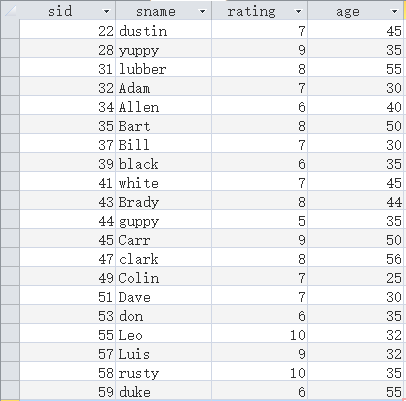 sid sname rating age
22 dustin 7 45
28 yuppy 9 35
31 lubber 8 55
32 Adam 7 30
34 Allen 6 40
35 Bart 8 50
37 Bill 7 30
39 black 6 35
41 white 7 45
43 Brady 8 44
44 guppy 5 35
45 Carr 9 50
47 clark 8 56
49 Colin 7 25
51 Dave 7 30
53 don 6 35
55 Leo 10 32
57 Luis 9 32
58 rusty 10 35
59 duke 6 55